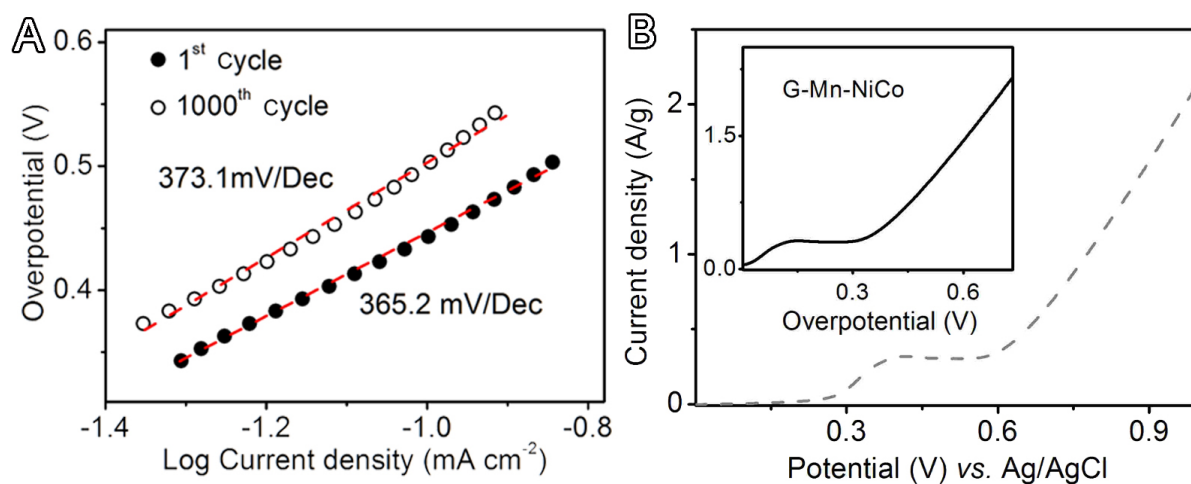 A
0.6
0.5
0.4
Overpotential (V)
● 1st Cycle
○ 1000th Cycle
373.1mV/Dec
365.2 mV/Dec
-1.4 -1.2 -1.0 -0.8
Log Current density (mA cm-2)
B
2
1
0
Current density (A/g)
G-Mn-NiCo
1.5
0.0
0.3 0.6
Overpotential (V)
0.3 0.6 0.9
Potential (V) vs. Ag/AgCl